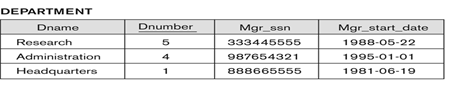 DEPARTMENT
Dname Dnumber Mgr_ssn Mgr_start_date
Research 5 333445555 1988-05-22
Administration 4 987654321 1995-01-01
Headquarters 1 888665555 1981-06-19